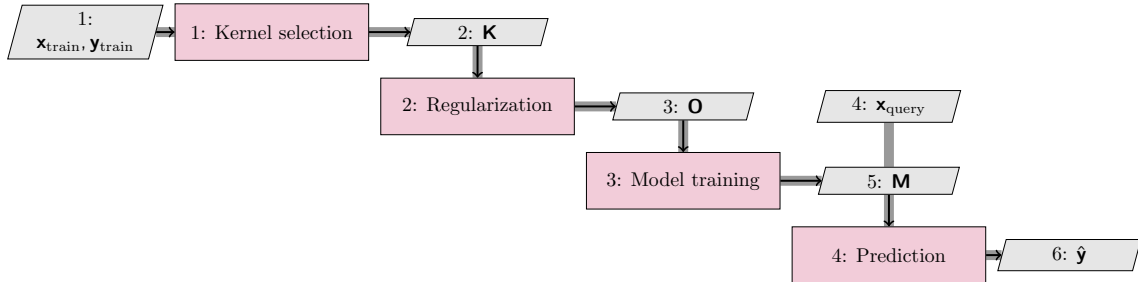 1:
x_train, y_train
1: Kernel selection
2: K
2: Regularization
3: O
4: x_query
3: Model training
5: M
4: Prediction
6: ŷ